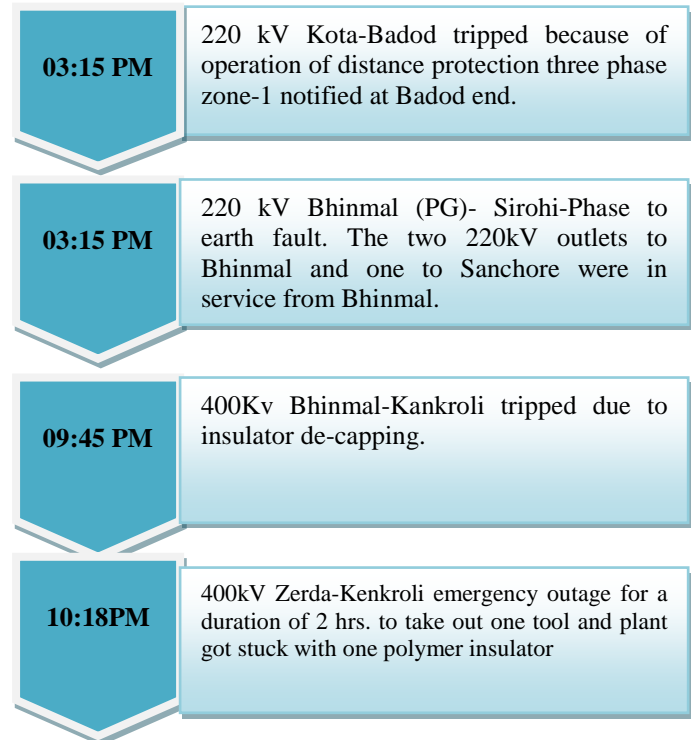 03:15 PM
220 kV Kota-Badod tripped because of
operation of distance protection three phase
zone-1 notified at Badod end.
03:15 PM
220 kV Bhinmal (PG)- Sirohi-Phase to
earth fault. The two 220kV outlets to
Bhinmal and one to Sanchore were in
service from Bhinmal.
09:45 PM
400Kv Bhinmal-Kankroli tripped due to
insulator de-capping.
10:18PM
400kV Zerda-Kenkroli emergency outage for a
duration of 2 hrs. to take out one tool and plant
got stuck with one polymer insulator